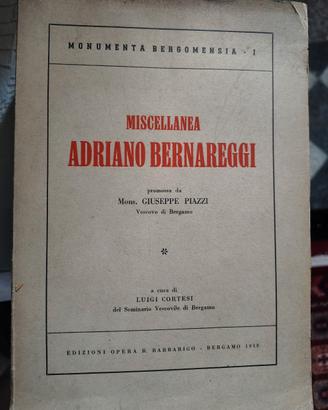 MONUMENTA BERGOMENSIA - I
MISCELLANEA
ADRIANO BERNAREGGI
promossa da
Mons. GIUSEPPE PIAZZI
Vescovo di Bergamo
*
a cura di
LUIGI CORTESI
del Seminario Vescovile di Bergamo
EDIZIONI OPERA B. BARBARIGO - BERGAMO 1958